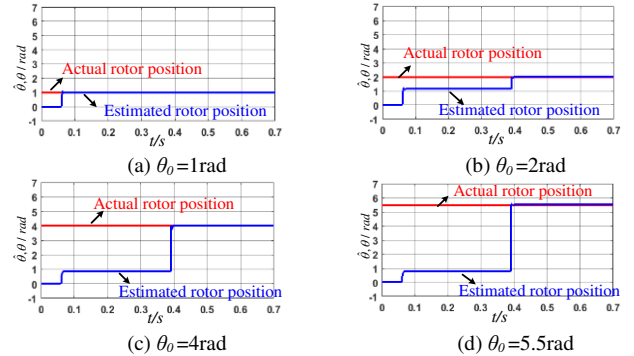 7
6
5
4
3
2
1
0
-1
θ̂,θ / rad
Actual rotor position
Estimated rotor position
0 0.1 0.2 0.3 0.4 0.5 0.6 0.7
t/s
(a) θ0=1rad
6
5
4
3
2
1
0
-1
θ̂,θ / rad
Actual rotor position
Estimated rotor position
0 0.1 0.2 0.3 0.4 0.5 0.6 0.7
t/s
(b) θ0=2rad
7
6
5
4
3
2
1
0
-1
θ̂,θ / rad
Actual rotor position
Estimated rotor position
0 0.1 0.2 0.3 0.4 0.5 0.6 0.7
t/s
(c) θ0=4rad
7
6
5
4
3
2
1
0
-1
θ̂,θ / rad
Actual rotor position
Estimated rotor position
0 0.1 0.2 0.3 0.4 0.5 0.6 0.7
t/s
(d) θ0=5.5rad